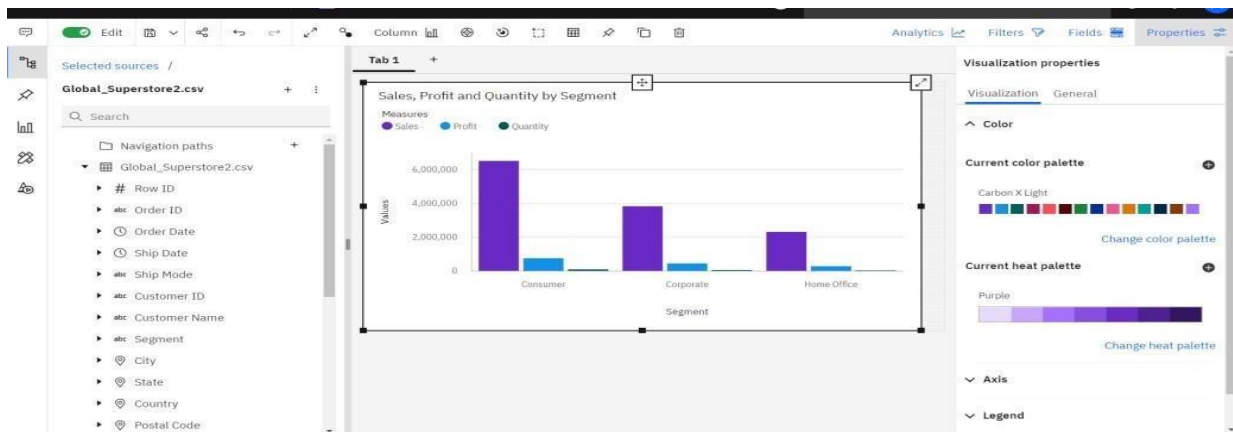 Edit
Column
Analytics
Filters
Fields
Properties
Selected sources /
Global_Superstore2.csv
Search
Navigation paths
Global_Superstore2.csv
# Row ID
abc Order ID
Order Date
Ship Date
abc Ship Mode
abc Customer ID
abc Customer Name
abc Segment
City
State
Country
Postal Code
Tab 1 +
Sales, Profit and Quantity by Segment
Measures
Sales Profit Quantity
Values
6,000,000
4,000,000
2,000,000
0
Consumer Corporate Home Office
Segment
Visualization properties
Visualization General
Color
Current color palette
Carbon X Light
Change color palette
Current heat palette
Purple
Change heat palette
Axis
Legend